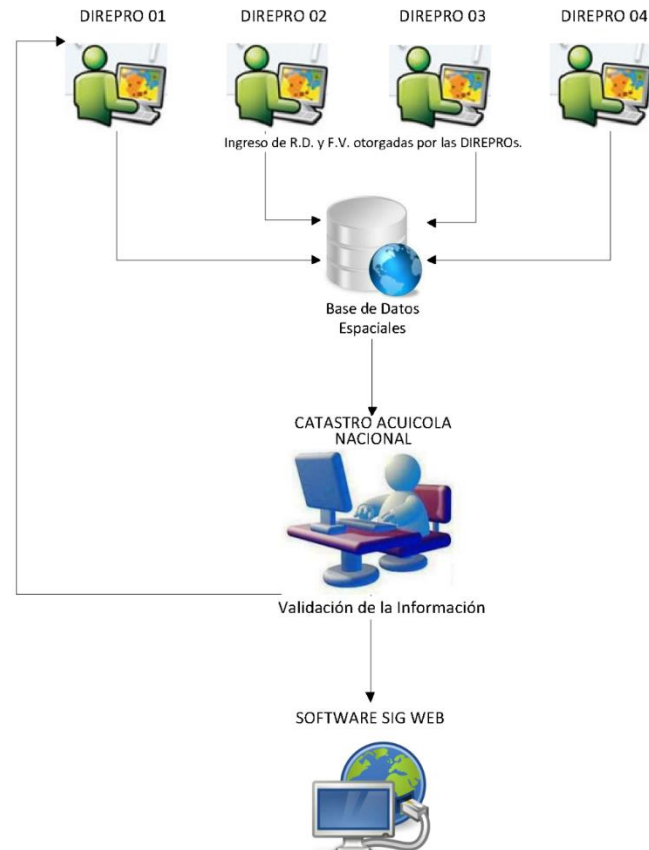 DIREPRO 01
DIREPRO 02
DIREPRO 03
DIREPRO 04
Ingreso de R.D. y F.V. otorgadas por las DIREPROs.
Base de Datos
Espaciales
CATASTRO ACUICOLA
NACIONAL
Validación de la Información
SOFTWARE SIG WEB